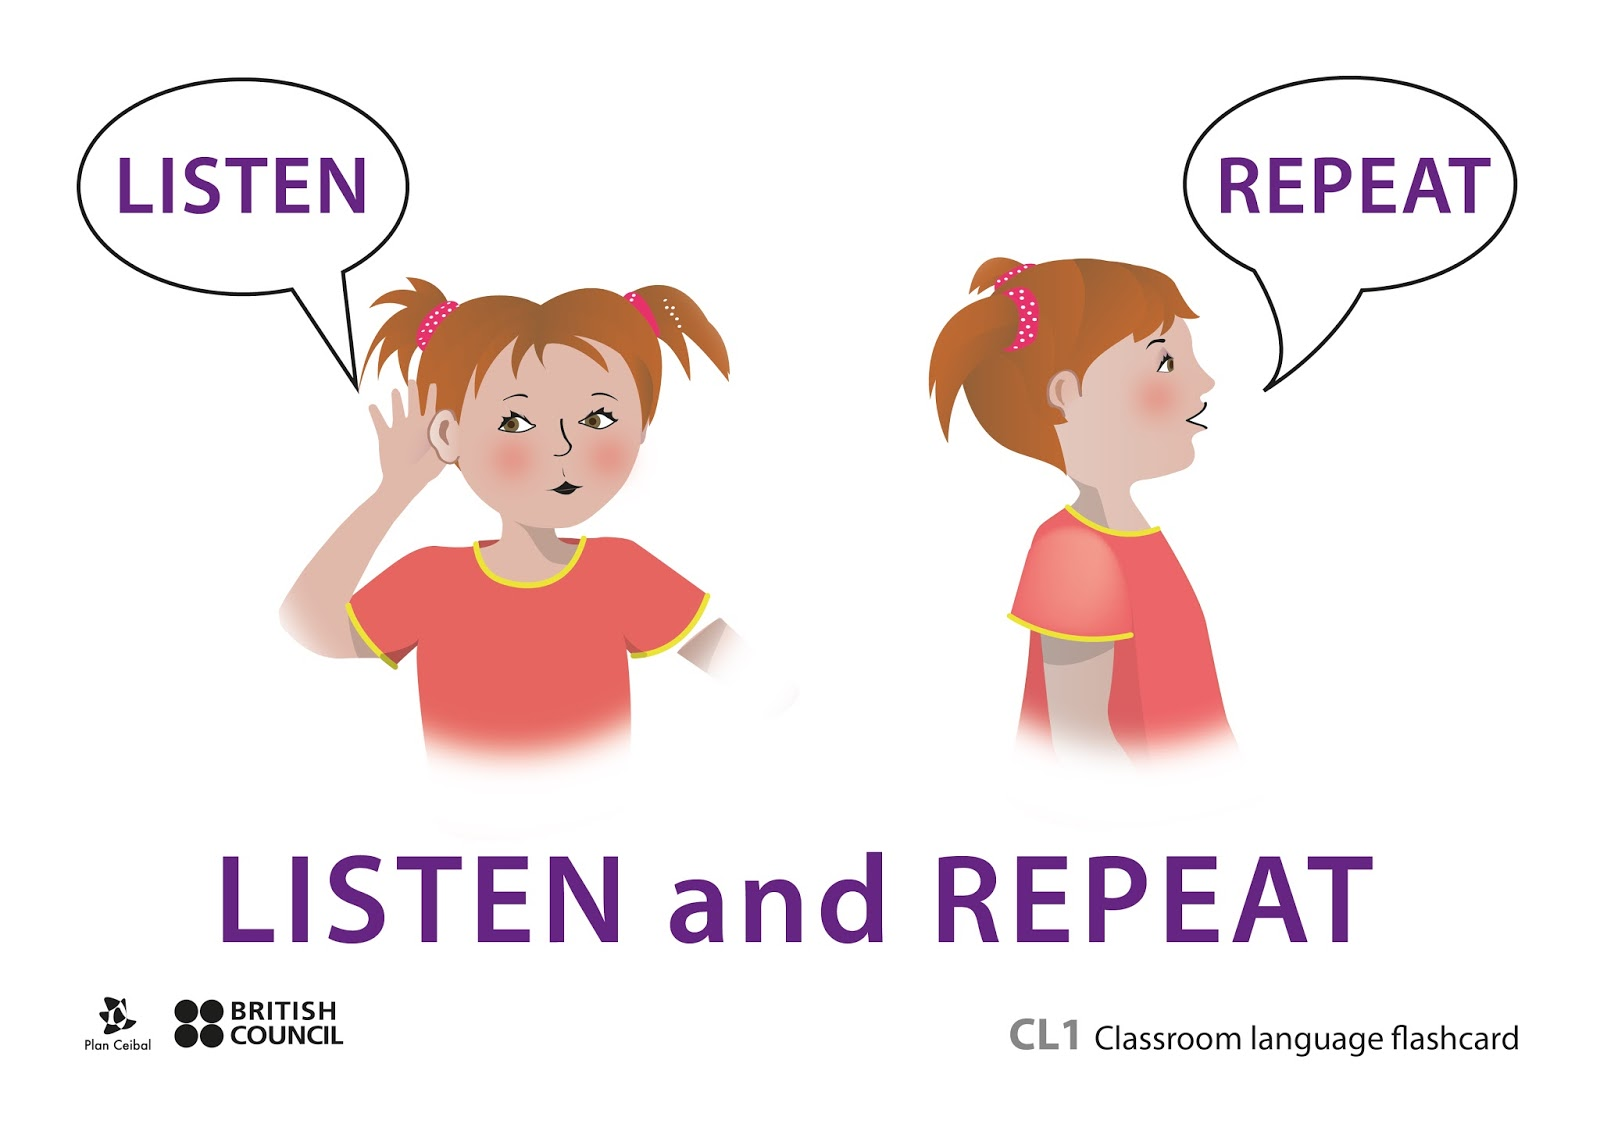 LISTEN
REPEAT
LISTEN and REPEAT
Plan Ceibal
BRITISH
COUNCIL
CL1 Classroom language flashcard